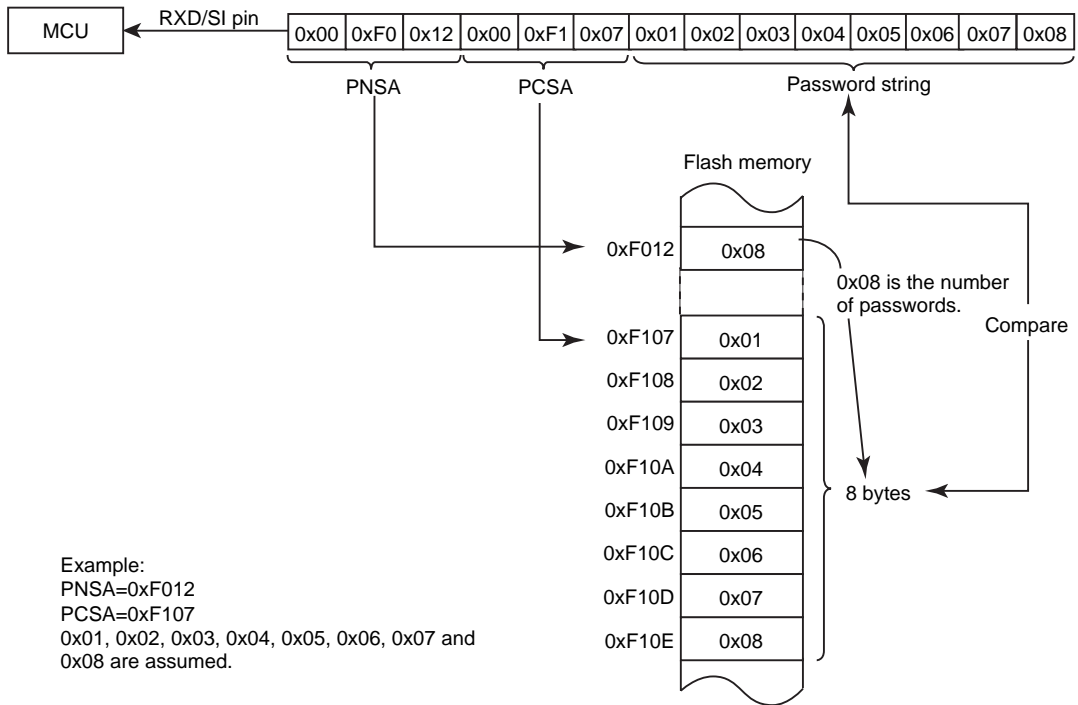 MCU
RXD/SI pin
0x00 0xF0 0x12 0x00 0xF1 0x07 0x01 0x02 0x03 0x04 0x05 0x06 0x07 0x08
PNSA PCSA Password string
Flash memory
0xF012 0x08
0x08 is the number
of passwords.
Compare
0xF107 0x01
0xF108 0x02
0xF109 0x03
0xF10A 0x04
0xF10B 0x05
0xF10C 0x06
0xF10D 0x07
0xF10E 0x08
8 bytes
Example:
PNSA=0xF012
PCSA=0xF107
0x01, 0x02, 0x03, 0x04, 0x05, 0x06, 0x07 and
0x08 are assumed.